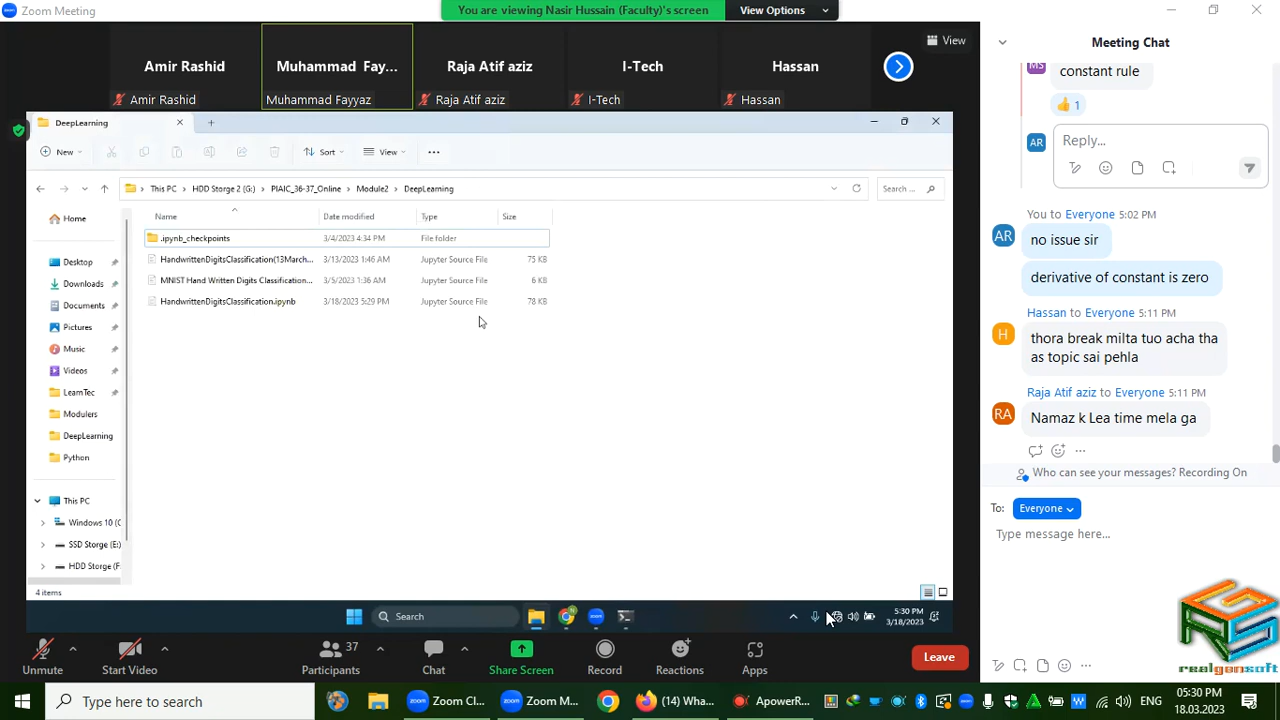 Zoom Meeting
You are viewing Nasir Hussain (Faculty)'s screen
View Options
View
Amir Rashid
Muhammad Fay...
Raja Atif aziz
I-Tech
Hassan
Amir Rashid
Muhammad Fayyaz
Raja Atif aziz
I-Tech
Hassan
DeepLearning
New
Sort
View
This PC
HDD Storge 2 (G:)
PIAIC_36-37_Online
Module2
DeepLearning
Search ...
Name
Date modified
Type
Size
.ipynb_checkpoints
3/4/2023 4:34 PM
File folder
HandwrittenDigitsClassification(13March...
3/13/2023 1:46 AM
Jupyter Source File
75 KB
MNIST Hand Written Digits Classification...
3/5/2023 1:36 AM
Jupyter Source File
6 KB
HandwrittenDigitsClassification.ipynb
3/18/2023 5:29 PM
Jupyter Source File
78 KB
Home
Desktop
Downloads
Documents
Pictures
Music
Videos
LearnTec
Modulers
DeepLearning
Python
This PC
Windows 10 (C
SSD Storge (E:)
HDD Storge (F:
4 items
Search
5:30 PM
3/18/2023
Unmute
Start Video
37
Participants
Chat
Share Screen
Record
Reactions
Apps
Leave
Meeting Chat
MS
constant rule
1
AR
Reply...
You to Everyone 5:02 PM
AR
no issue sir
derivative of constant is zero
Hassan to Everyone 5:11 PM
H
thora break milta tuo acha tha
as topic sai pehla
Raja Atif aziz to Everyone 5:11 PM
RA
Namaz k Lea time mela ga
Who can see your messages? Recording On
To: Everyone
Type message here...
realgensoft
Type here to search
Zoom Cl...
Zoom M...
(14) Wha...
ApowerR...
ENG
05:30 PM
18.03.2023